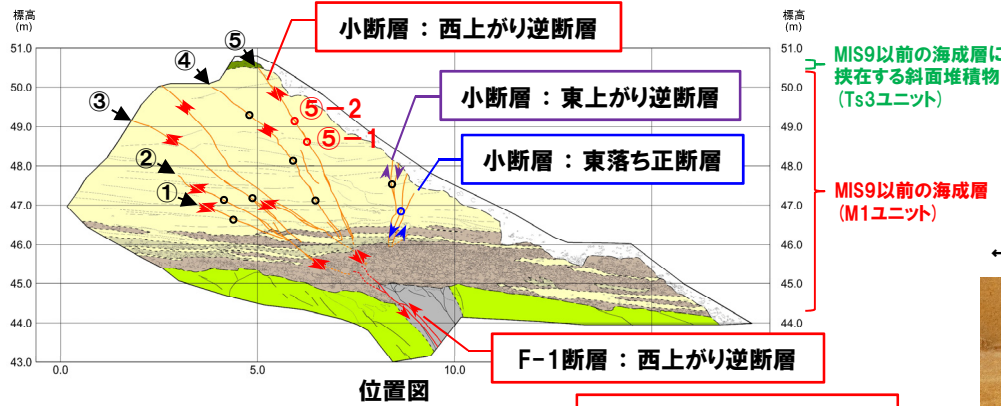 標高
(m)
51.0
50.0
49.0
48.0
47.0
46.0
45.0
44.0
43.0
0.0
5.0
10.0
①
②
③
④
⑤
⑤-2
⑤-1
小断層 : 西上がり逆断層
小断層 : 東上がり逆断層
小断層 : 東落ち正断層
F-1断層 : 西上がり逆断層
位置図
標高
(m)
51.0
50.0
49.0
48.0
47.0
46.0
45.0
44.0
MIS9以前の海成層に
挟在する斜面堆積物
(Ts3ユニット)
MIS9以前の海成層
(M1ユニット)
←